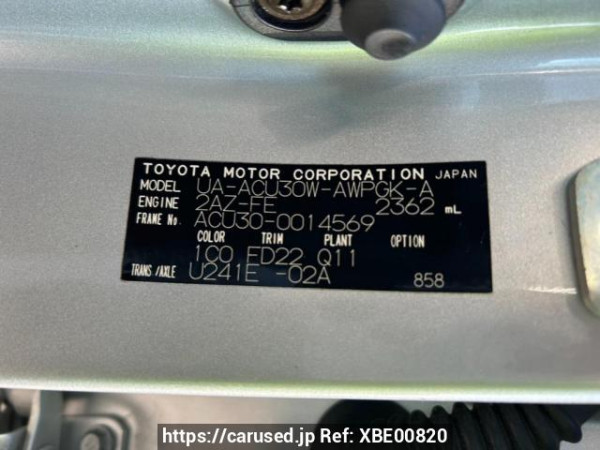 TOYOTA MOTOR CORPORATION JAPAN
MODEL UA-ACU30W-AWPGK-A
ENGINE 2AZ-FE 2362 mL
FRAME No. ACU30-0014569
COLOR TRIM PLANT OPTION
1C0 FD22 Q11
TRANS/AXLE U241E -02A 858
https://carused.jp Ref: XBE00820